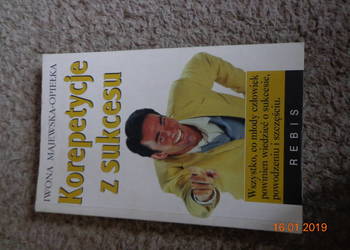 IWONA MAJEWSKA-OPIEŁKA
Korepetycje
z sukcesu
Wszystko, co młody człowiek
powinien wiedzieć o sukcesie,
powodzeniu i szczęściu.
REBIS
16.01.2019